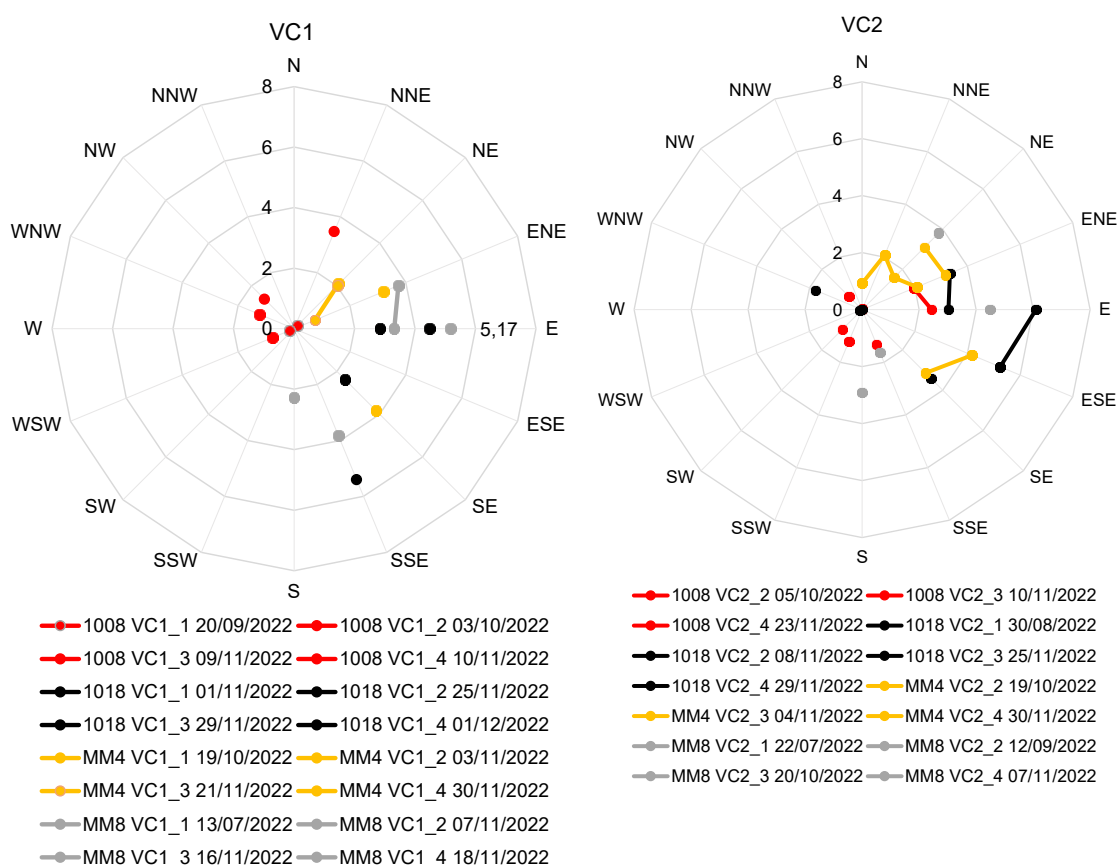 VC1
N
8
NNW
NNE
6
NW
NE
4
WNW
ENE
2
W
0
5,17
E
WSW
ESE
SW
SE
SSW
SSE
S
1008 VC1_1 20/09/2022 1008 VC1_2 03/10/2022
1008 VC1_3 09/11/2022 1008 VC1_4 10/11/2022
1018 VC1_1 01/11/2022 1018 VC1_2 25/11/2022
1018 VC1_3 29/11/2022 1018 VC1_4 01/12/2022
MM4 VC1_1 19/10/2022 MM4 VC1_2 03/11/2022
MM4 VC1_3 21/11/2022 MM4 VC1_4 30/11/2022
MM8 VC1_1 13/07/2022 MM8 VC1_2 07/11/2022
MM8 VC1_3 16/11/2022 MM8 VC1_4 18/11/2022
VC2
N
8
NNW
NNE
6
NW
NE
4
WNW
ENE
2
W
0
E
WSW
ESE
SW
SE
SSW
SSE
S
1008 VC2_2 05/10/2022 1008 VC2_3 10/11/2022
1008 VC2_4 23/11/2022 1018 VC2_1 30/08/2022
1018 VC2_2 08/11/2022 1018 VC2_3 25/11/2022
1018 VC2_4 29/11/2022 MM4 VC2_2 19/10/2022
MM4 VC2_3 04/11/2022 MM4 VC2_4 30/11/2022
MM8 VC2_1 22/07/2022 MM8 VC2_2 12/09/2022
MM8 VC2_3 20/10/2022 MM8 VC2_4 07/11/2022